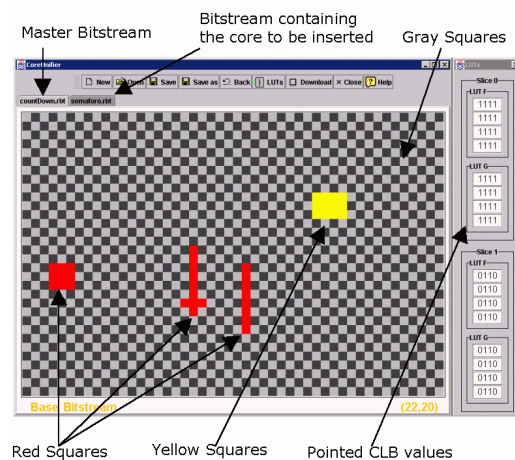 Master Bitstream
Bitstream containing
the core to be inserted
Gray Squares
CoreUnifier
New Open Save Save as Back LUTs Download Close Help
countDown.rbt semaforo.rbt
LUTs
Slice 0
LUT F
1111
1111
1111
1111
LUT G
1111
1111
1111
1111
Slice 1
LUT F
0110
0110
0110
0110
LUT G
0110
0110
0110
0110
Base Bitstream (22,20)
Red Squares
Yellow Squares
Pointed CLB values